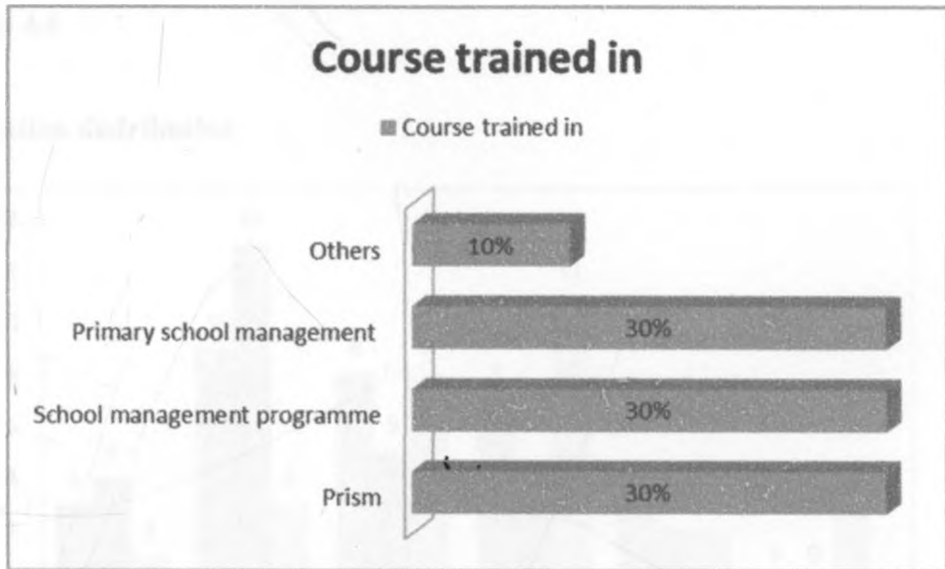 Course trained in
Course trained in
Others
10%
Primary school management
30%
School management programme
30%
Prism
30%